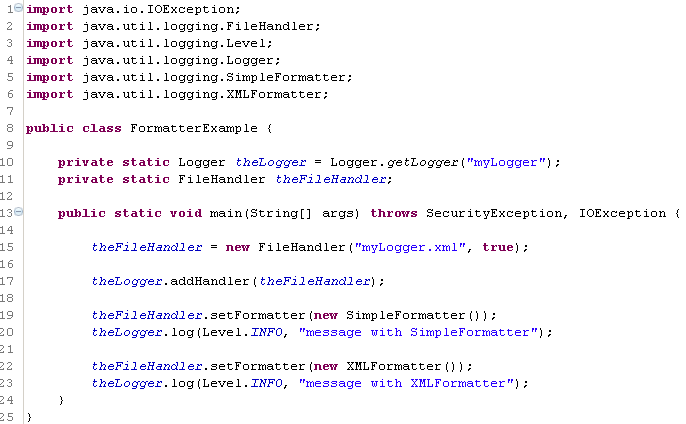 1 import java.io.IOException;
2 import java.util.logging.FileHandler;
3 import java.util.logging.Level;
4 import java.util.logging.Logger;
5 import java.util.logging.SimpleFormatter;
6 import java.util.logging.XMLFormatter;
7
8 public class FormatterExample {
9
10     private static Logger theLogger = Logger.getLogger("myLogger");
11     private static FileHandler theFileHandler;
12
13     public static void main(String[] args) throws SecurityException, IOException {
14
15         theFileHandler = new FileHandler("myLogger.xml", true);
16
17         theLogger.addHandler(theFileHandler);
18
19         theFileHandler.setFormatter(new SimpleFormatter());
20         theLogger.log(Level.INFO, "message with SimpleFormatter");
21
22         theFileHandler.setFormatter(new XMLFormatter());
23         theLogger.log(Level.INFO, "message with XMLFormatter");
24     }
25 }